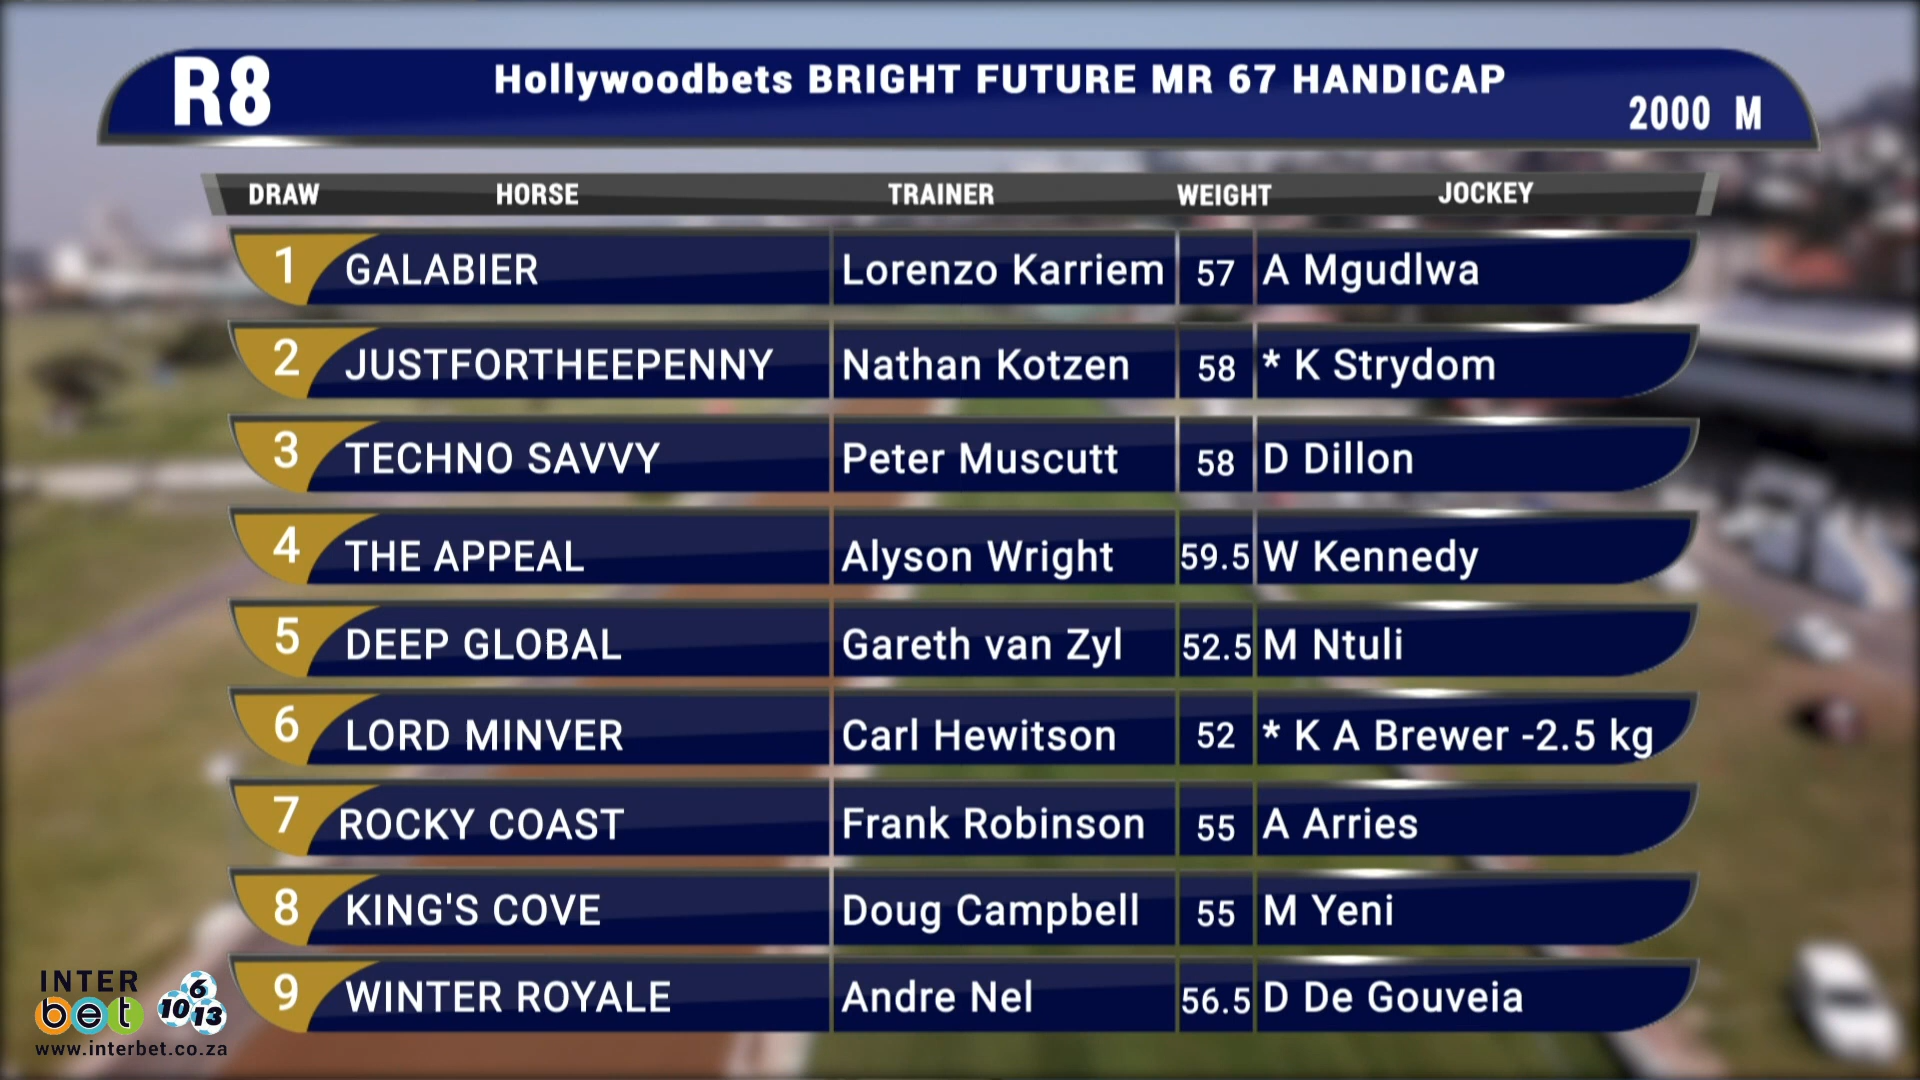 R8 Hollywoodbets BRIGHT FUTURE MR 67 HANDICAP
2000 M
DRAW HORSE TRAINER WEIGHT JOCKEY
1 GALABIER Lorenzo Karriem 57 A Mgudlwa
2 JUSTFORTHEEPENNY Nathan Kotzen 58 * K Strydom
3 TECHNO SAVVY Peter Muscutt 58 D Dillon
4 THE APPEAL Alyson Wright 59.5 W Kennedy
5 DEEP GLOBAL Gareth van Zyl 52.5 M Ntuli
6 LORD MINVER Carl Hewitson 52 * K A Brewer -2.5 kg
7 ROCKY COAST Frank Robinson 55 A Arries
8 KING'S COVE Doug Campbell 55 M Yeni
9 WINTER ROYALE Andre Nel 56.5 D De Gouveia
INTER
bet 6 10 13
www.interbet.co.za